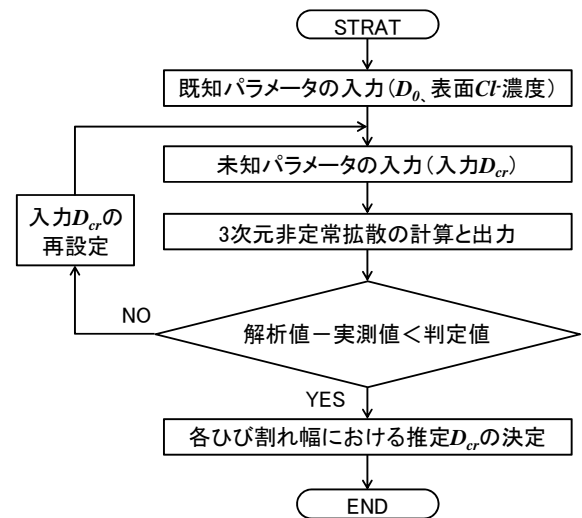 STRAT
既知パラメータの入力(D0、表面Cl-濃度)
未知パラメータの入力(入力Dcr)
入力Dcrの
再設定
3次元非定常拡散の計算と出力
NO
解析値－実測値＜判定値
YES
各ひび割れ幅における推定Dcrの決定
END